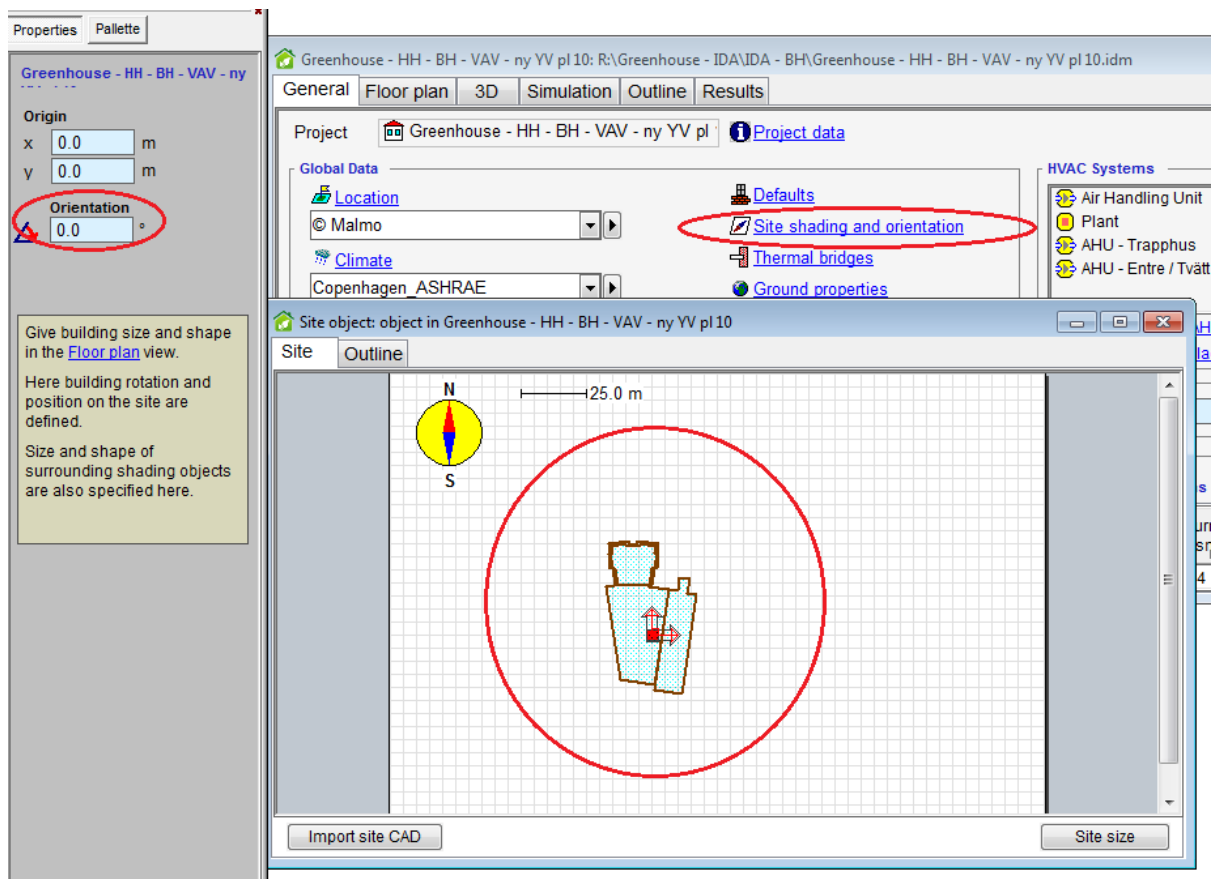 Properties
Pallette
Greenhouse - HH - BH - VAV - ny
Origin
x 0.0 m
y 0.0 m
Orientation
0.0 °
Give building size and shape
in the Floor plan view.
Here building rotation and
position on the site are
defined.
Size and shape of
surrounding shading objects
are also specified here.
Greenhouse - HH - BH - VAV - ny YV pl 10: R:\Greenhouse - IDA\IDA - BH\Greenhouse - HH - BH - VAV - ny YV pl 10.idm
General Floor plan 3D Simulation Outline Results
Project Greenhouse - HH - BH - VAV - ny YV pl Project data
Global Data
Location
© Malmo
Climate
Copenhagen_ASHRAE
Defaults
Site shading and orientation
Thermal bridges
Ground properties
HVAC Systems
Air Handling Unit
Plant
AHU - Trapphus
AHU - Entre / Tvätt
Site object: object in Greenhouse - HH - BH - VAV - ny YV pl 10
Site Outline
N
25.0 m
S
4
Import site CAD
Site size